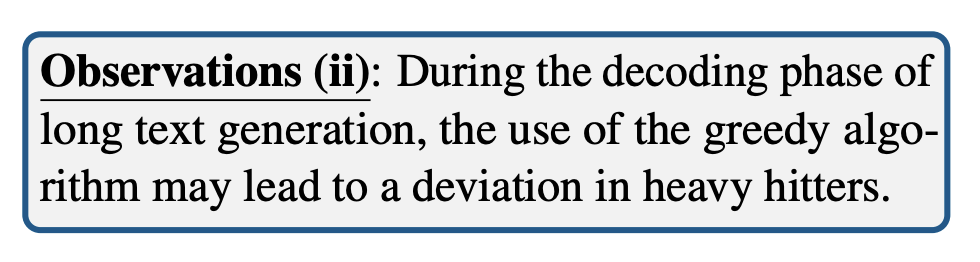 Observations (ii): During the decoding phase of
long text generation, the use of the greedy algo-
rithm may lead to a deviation in heavy hitters.